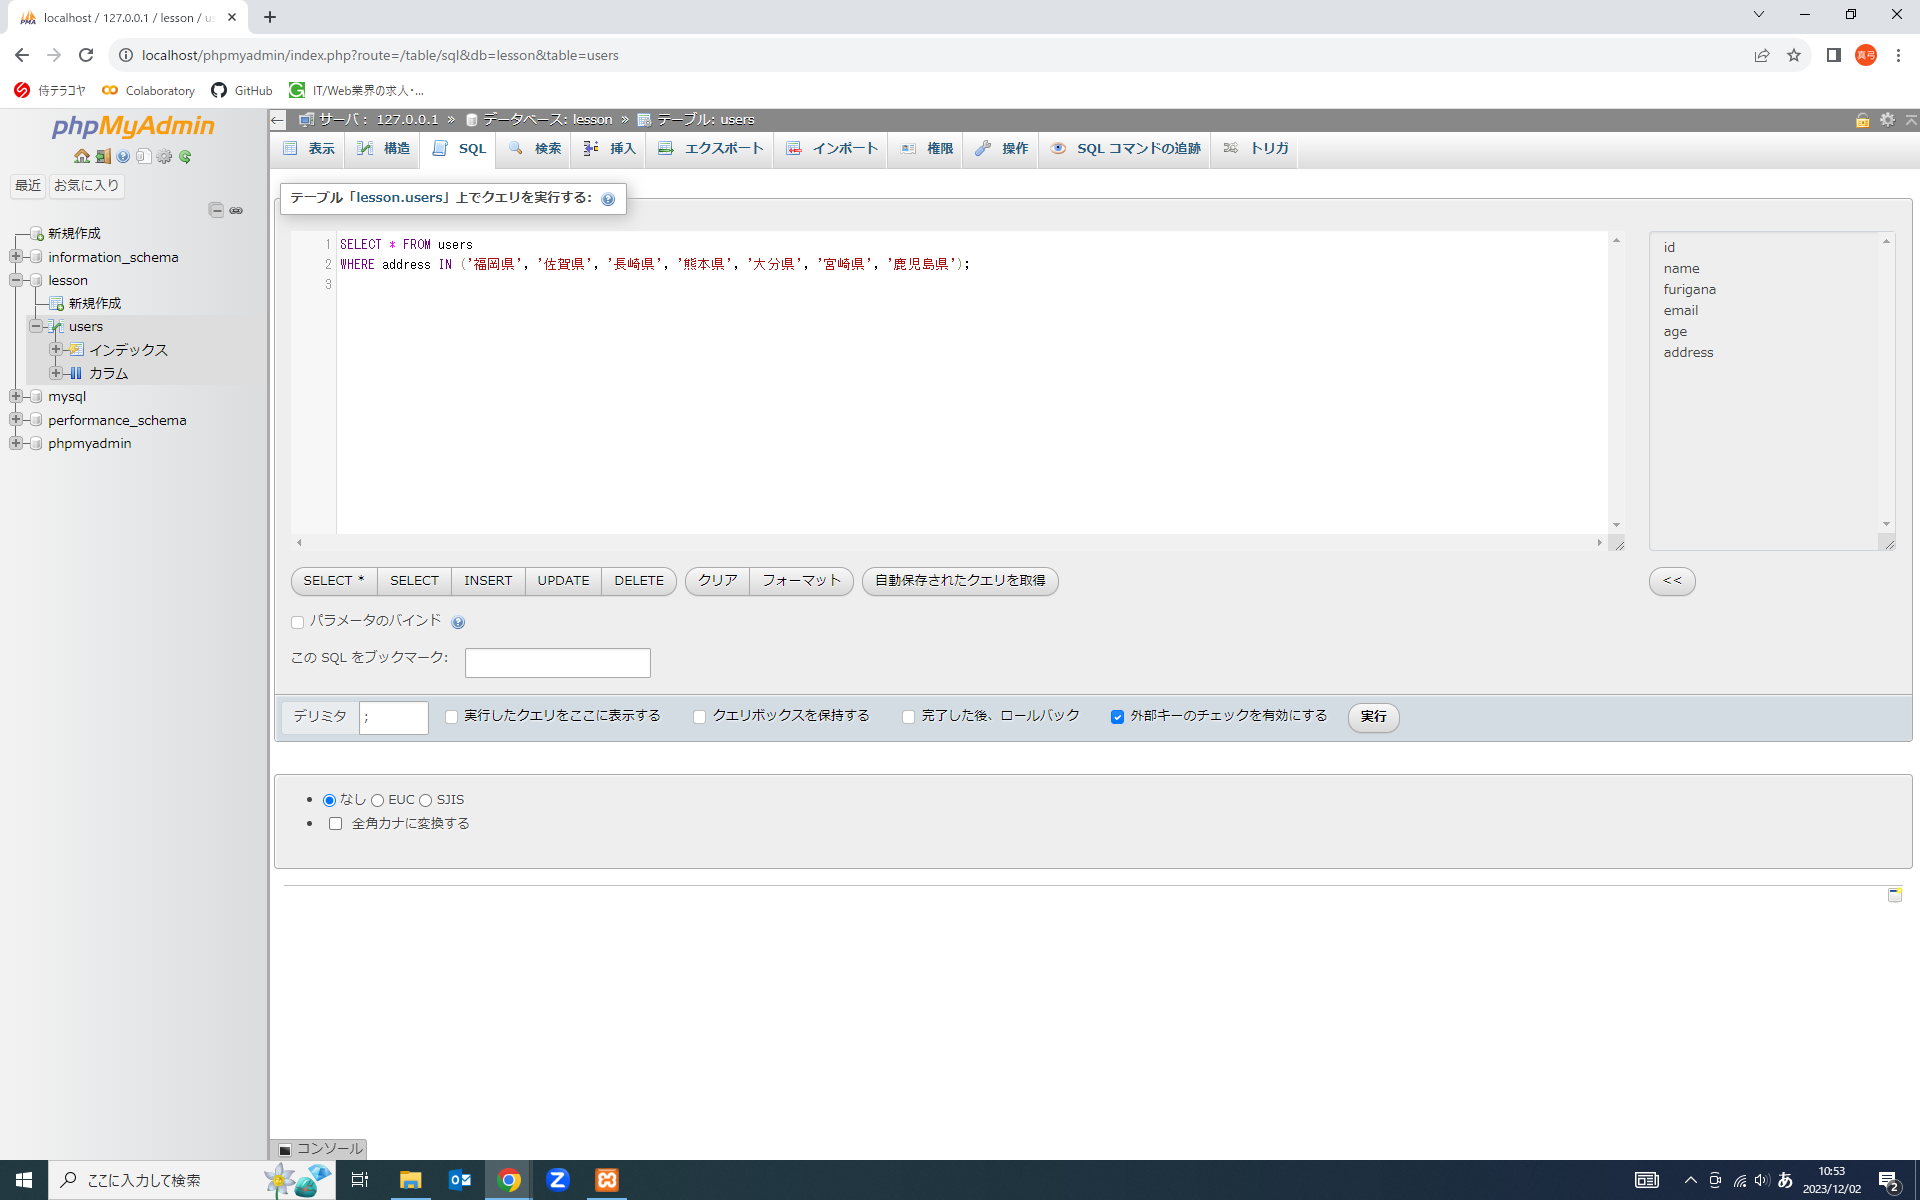 localhost / 127.0.0.1 / lesson / us
localhost/phpmyadmin/index.php?route=/table/sql&db=lesson&table=users
真弓
侍テラコヤ Colaboratory GitHub IT/Web業界の求人・...
phpMyAdmin
最近 お気に入り
新規作成
information_schema
lesson
新規作成
users
インデックス
カラム
mysql
performance_schema
phpmyadmin
サーバ: 127.0.0.1 » データベース: lesson » テーブル: users
表示 構造 SQL 検索 挿入 エクスポート インポート 権限 操作 SQL コマンドの追跡 トリガ
テーブル「lesson.users」上でクエリを実行する:
1 SELECT * FROM users
2 WHERE address IN ('福岡県', '佐賀県', '長崎県', '熊本県', '大分県', '宮崎県', '鹿児島県');
3
id
name
furigana
email
age
address
SELECT * SELECT INSERT UPDATE DELETE クリア フォーマット 自動保存されたクエリを取得 <<
パラメータのバインド
この SQL をブックマーク:
デリミタ ; 実行したクエリをここに表示する クエリボックスを保持する 完了した後、ロールバック 外部キーのチェックを有効にする 実行
なし EUC SJIS
全角カナに変換する
コンソール
ここに入力して検索
あ 10:53
2023/12/02
2